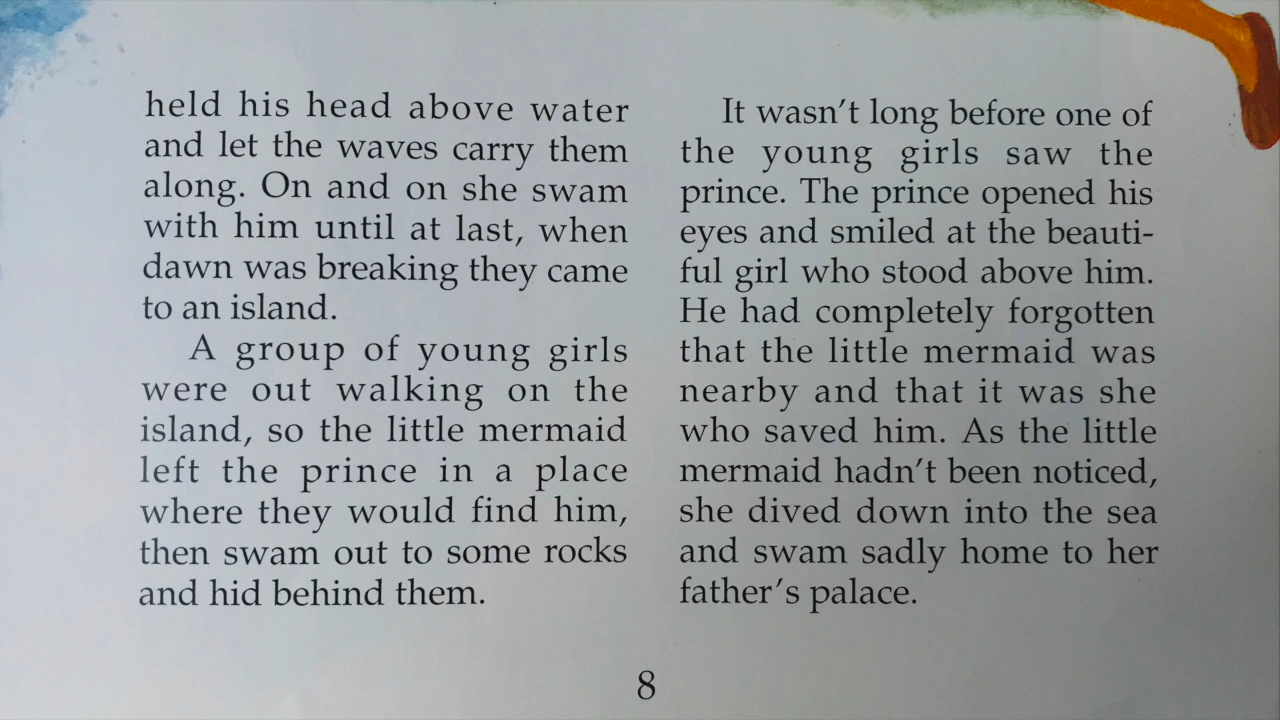 held his head above water
and let the waves carry them
along. On and on she swam
with him until at last, when
dawn was breaking they came
to an island.
A group of young girls
were out walking on the
island, so the little mermaid
left the prince in a place
where they would find him,
then swam out to some rocks
and hid behind them.
It wasn't long before one of
the young girls saw the
prince. The prince opened his
eyes and smiled at the beauti-
ful girl who stood above him.
He had completely forgotten
that the little mermaid was
nearby and that it was she
who saved him. As the little
mermaid hadn't been noticed,
she dived down into the sea
and swam sadly home to her
father's palace.
8